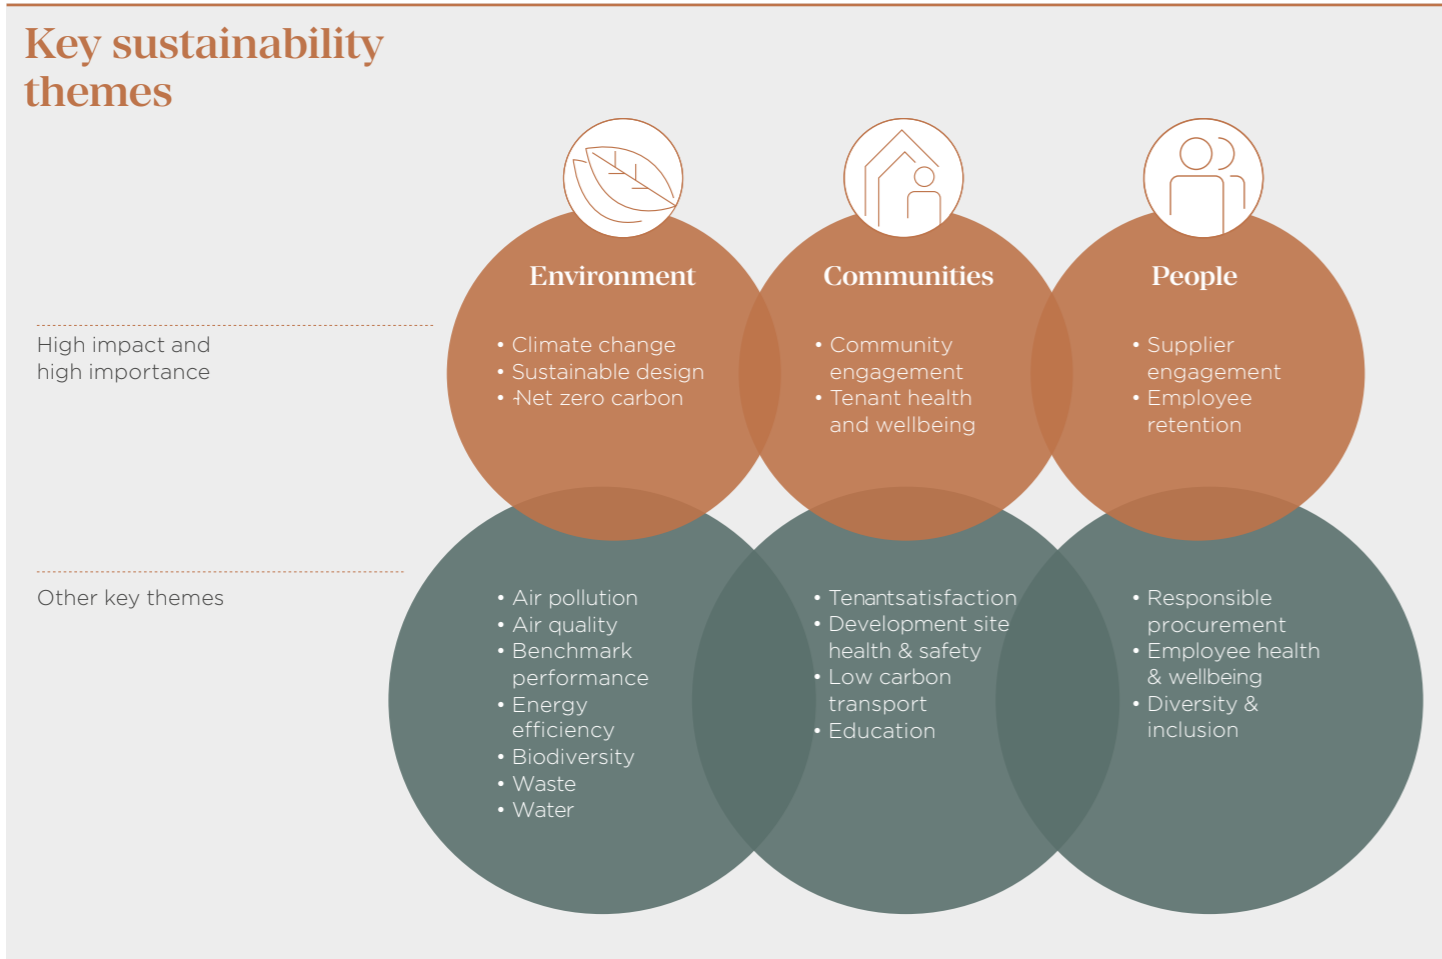 Key sustainability
themes
Environment
Communities
People
High impact and
high importance
• Climate change
• Sustainable design
• -Net zero carbon
• Community
engagement
• Tenant health
and wellbeing
• Supplier
engagement
• Employee
retention
Other key themes
• Air pollution
• Air quality
• Benchmark
performance
• Energy
efficiency
• Biodiversity
• Waste
• Water
• Tenantsatisfaction
• Development site
health & safety
• Low carbon
transport
• Education
• Responsible
procurement
• Employee health
& wellbeing
• Diversity &
inclusion